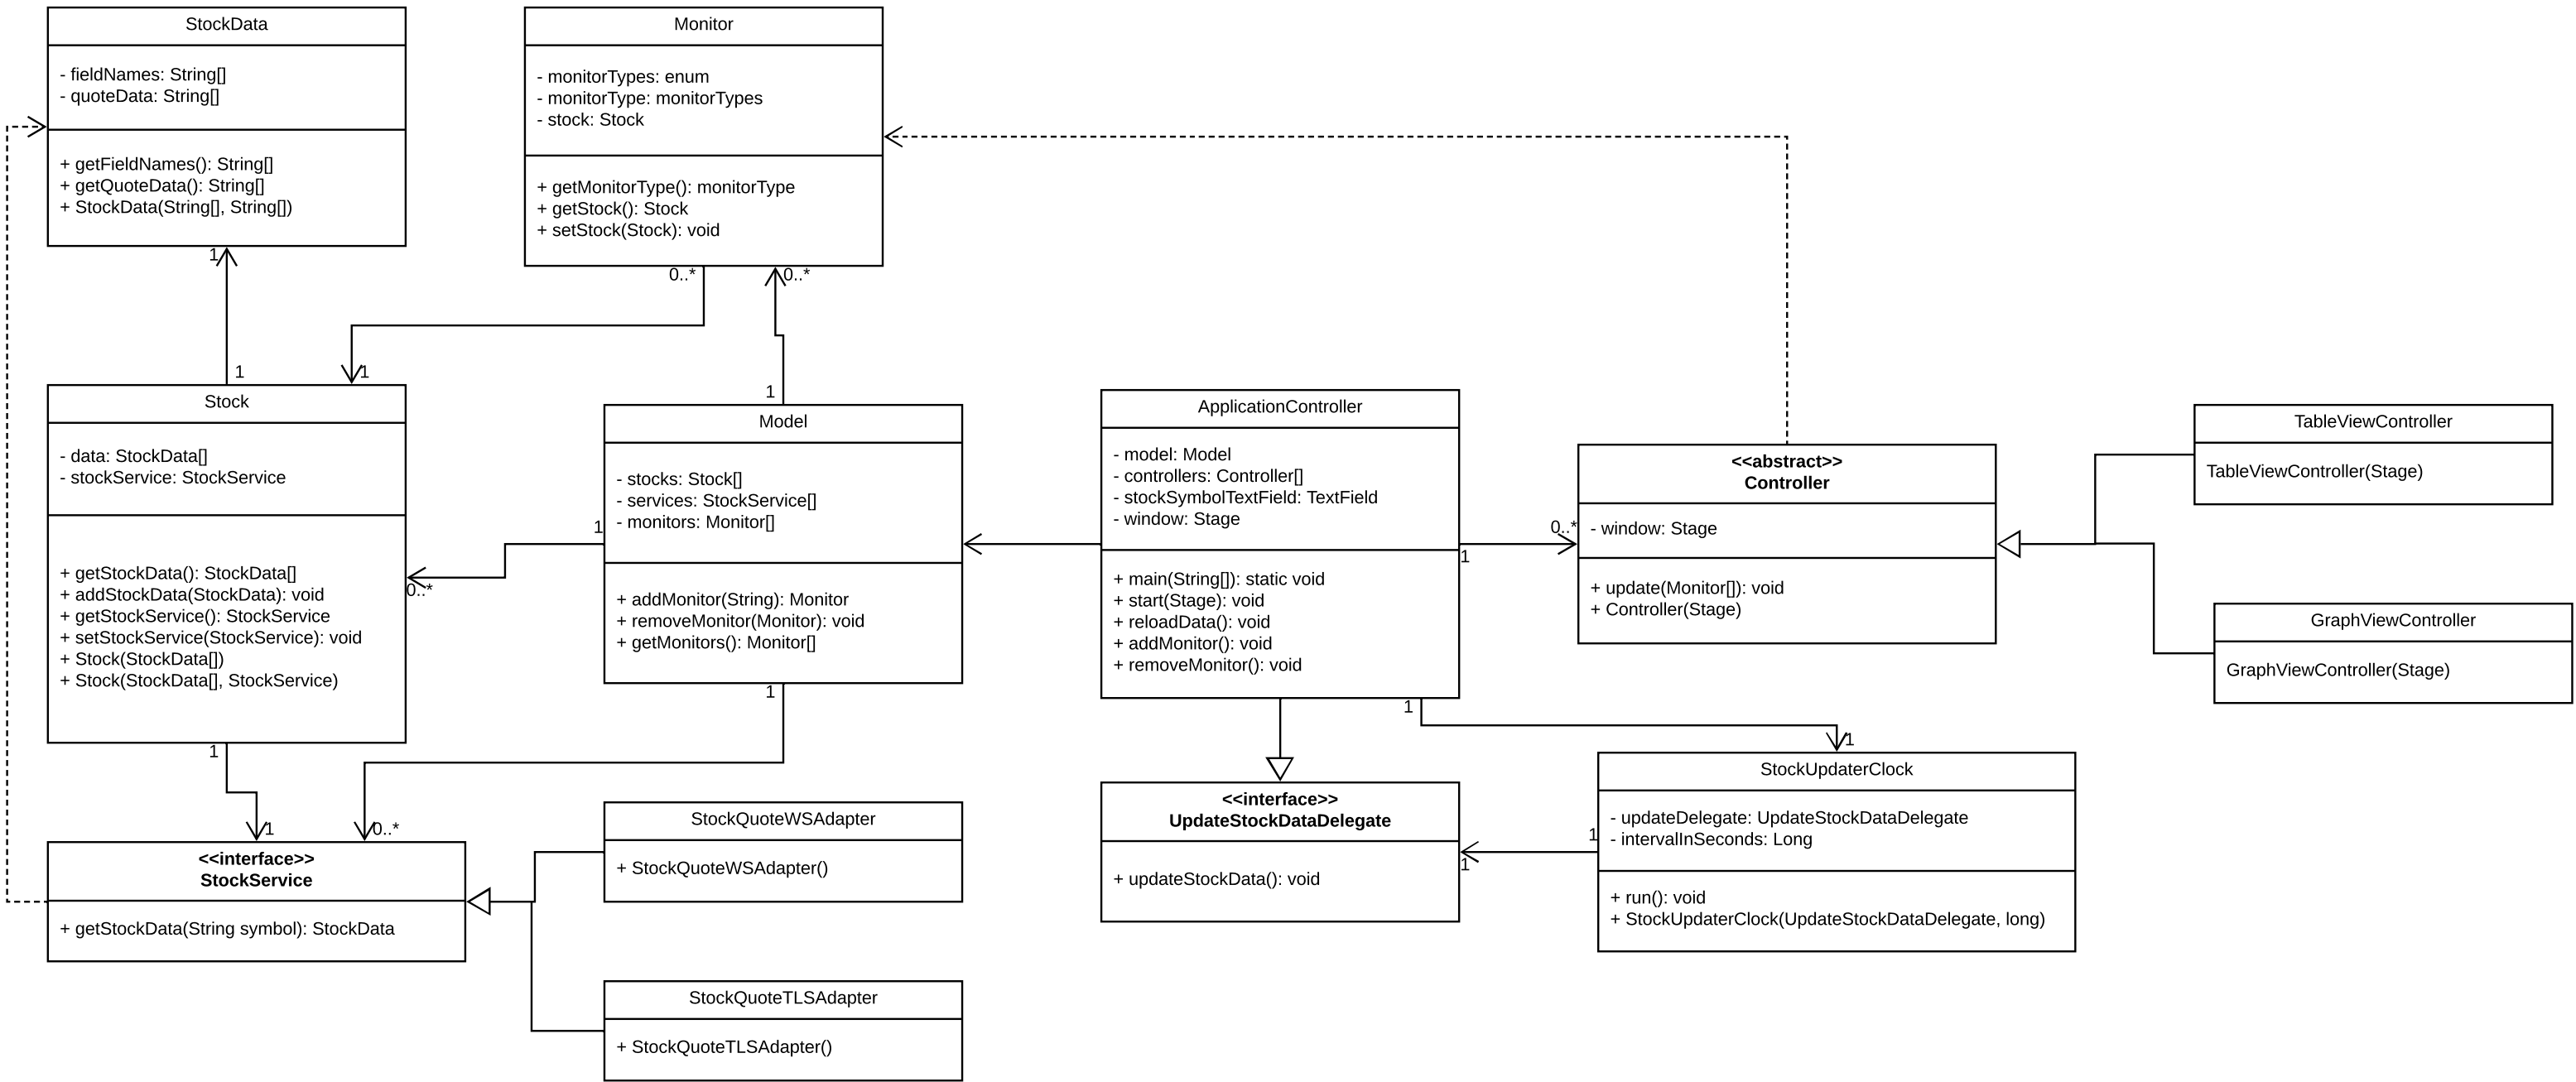 StockData
- fieldNames: String[]
- quoteData: String[]
+ getFieldNames(): String[]
+ getQuoteData(): String[]
+ StockData(String[], String[])
1
1
Monitor
- monitorTypes: enum
- monitorType: monitorTypes
- stock: Stock
+ getMonitorType(): monitorType
+ getStock(): Stock
+ setStock(Stock): void
0..*
0..*
1
1
Stock
- data: StockData[]
- stockService: StockService
+ getStockData(): StockData[]
+ addStockData(StockData): void
+ getStockService(): StockService
+ setStockService(StockService): void
+ Stock(StockData[])
+ Stock(StockData[], StockService)
1
1
0..*
Model
- stocks: Stock[]
- services: StockService[]
- monitors: Monitor[]
+ addMonitor(String): Monitor
+ removeMonitor(Monitor): void
+ getMonitors(): Monitor[]
1
ApplicationController
- model: Model
- controllers: Controller[]
- stockSymbolTextField: TextField
- window: Stage
+ main(String[]): static void
+ start(Stage): void
+ reloadData(): void
+ addMonitor(): void
+ removeMonitor(): void
1
0..*
1
1
<<abstract>>
Controller
- window: Stage
+ update(Monitor[]): void
+ Controller(Stage)
TableViewController
TableViewController(Stage)
GraphViewController
GraphViewController(Stage)
1
0..*
<<interface>>
StockService
+ getStockData(String symbol): StockData
StockQuoteWSAdapter
+ StockQuoteWSAdapter()
StockQuoteTLSAdapter
+ StockQuoteTLSAdapter()
<<interface>>
UpdateStockDataDelegate
+ updateStockData(): void
1
1
StockUpdaterClock
- updateDelegate: UpdateStockDataDelegate
- intervalInSeconds: Long
+ run(): void
+ StockUpdaterClock(UpdateStockDataDelegate, long)